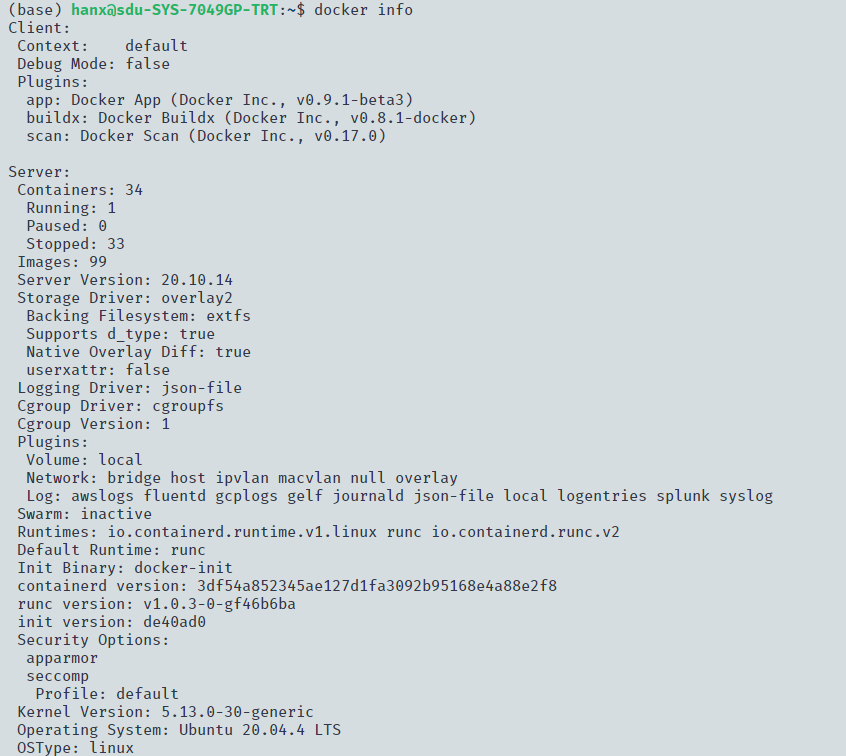 (base) hanx@sdu-SYS-7049GP-TRT:~$ docker info
Client:
 Context:    default
 Debug Mode: false
 Plugins:
  app: Docker App (Docker Inc., v0.9.1-beta3)
  buildx: Docker Buildx (Docker Inc., v0.8.1-docker)
  scan: Docker Scan (Docker Inc., v0.17.0)

Server:
 Containers: 34
  Running: 1
  Paused: 0
  Stopped: 33
 Images: 99
 Server Version: 20.10.14
 Storage Driver: overlay2
  Backing Filesystem: extfs
  Supports d_type: true
  Native Overlay Diff: true
  userxattr: false
 Logging Driver: json-file
 Cgroup Driver: cgroupfs
 Cgroup Version: 1
 Plugins:
  Volume: local
  Network: bridge host ipvlan macvlan null overlay
  Log: awslogs fluentd gcplogs gelf journald json-file local logentries splunk syslog
 Swarm: inactive
 Runtimes: io.containerd.runtime.v1.linux runc io.containerd.runc.v2
 Default Runtime: runc
 Init Binary: docker-init
 containerd version: 3df54a852345ae127d1fa3092b95168e4a88e2f8
 runc version: v1.0.3-0-gf46b6ba
 init version: de40ad0
 Security Options:
  apparmor
  seccomp
   Profile: default
 Kernel Version: 5.13.0-30-generic
 Operating System: Ubuntu 20.04.4 LTS
 OSType: linux